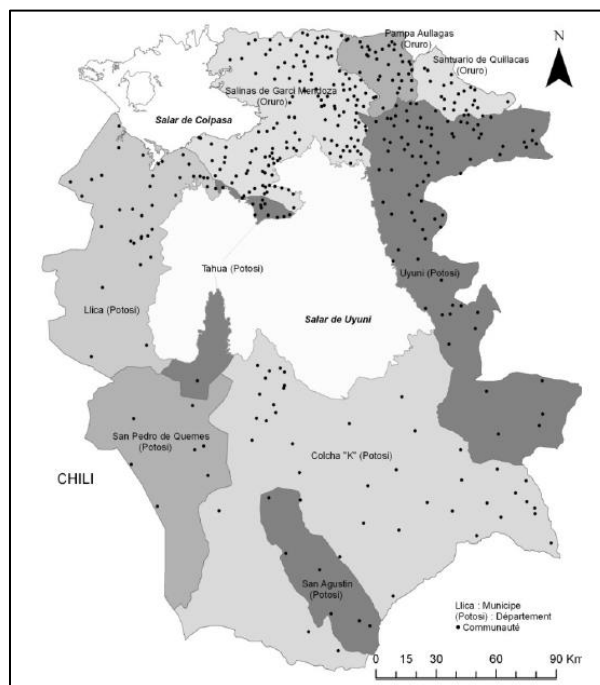 Pampa Aullagas
(Oruro)
N
Santuario de Quillacas
(Oruro)
Salinas de Garci Mendoza
(Oruro)
Salar de Coipasa
Tahua (Potosi)
Uyuni (Potosi)
Llica (Potosi)
Salar de Uyuni
San Pedro de Quemes
(Potosi)
Colcha "K" (Potosi)
CHILI
San Agustin
(Potosi)
Llica : Municipe
(Potosi) : Département
Communauté
0 15 30 60 90 Km